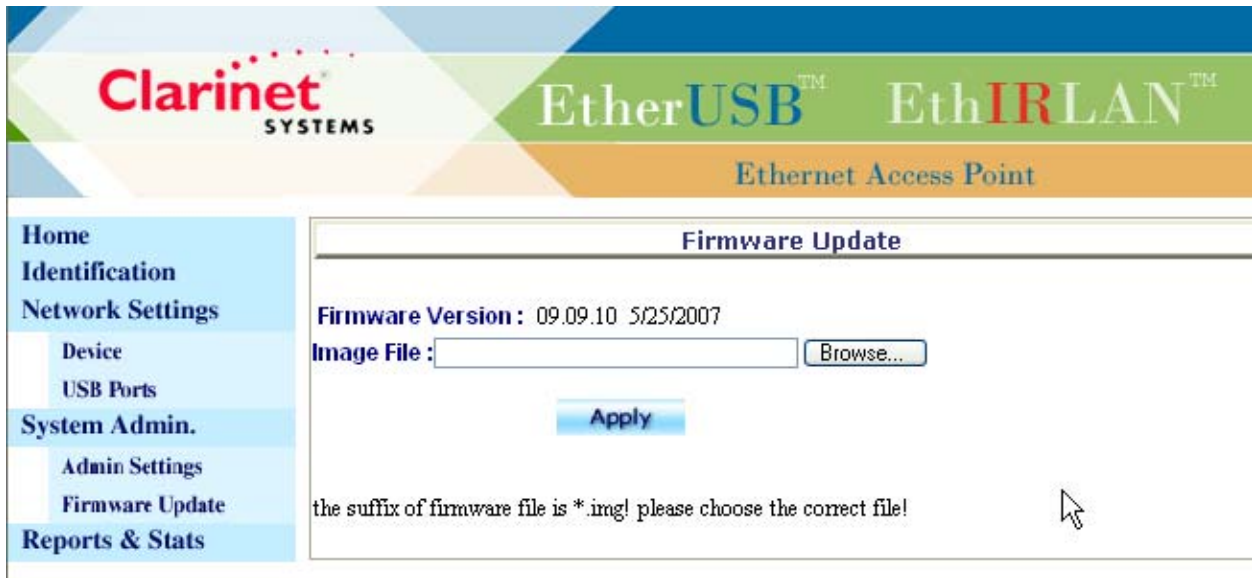 Clarinet
SYSTEMS
EtherUSB™ EthIRLAN™
Ethernet Access Point
Home
Identification
Network Settings
Device
USB Ports
System Admin.
Admin Settings
Firmware Update
Reports & Stats
Firmware Update
Firmware Version : 09.09.10 5/25/2007
Image File : Browse...
Apply
the suffix of firmware file is *.img! please choose the correct file!